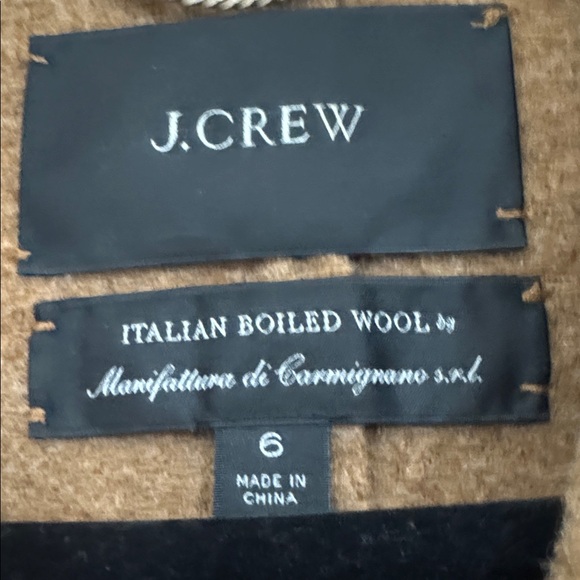 J.CREW
ITALIAN BOILED WOOL by
Manifattura di Carmignano s.r.l.
6
MADE IN
CHINA